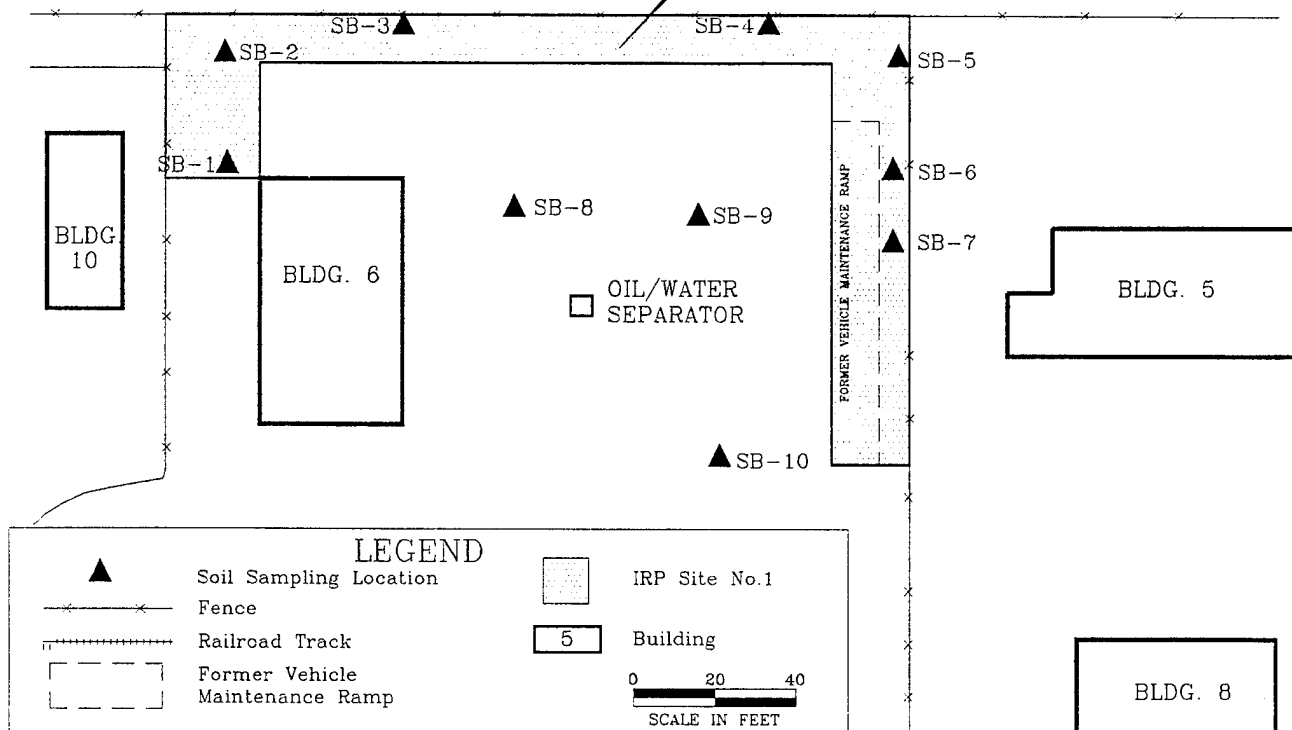 SB-3
SB-4
SB-2
SB-5
SB-1
SB-6
SB-8
SB-9
SB-7
BLDG.
10
BLDG. 6
OIL/WATER
SEPARATOR
FORMER VEHICLE MAINTENANCE RAMP
BLDG. 5
SB-10
LEGEND
Soil Sampling Location
Fence
Railroad Track
Former Vehicle
Maintenance Ramp
IRP Site No.1
5
Building
0 20 40
SCALE IN FEET
BLDG. 8